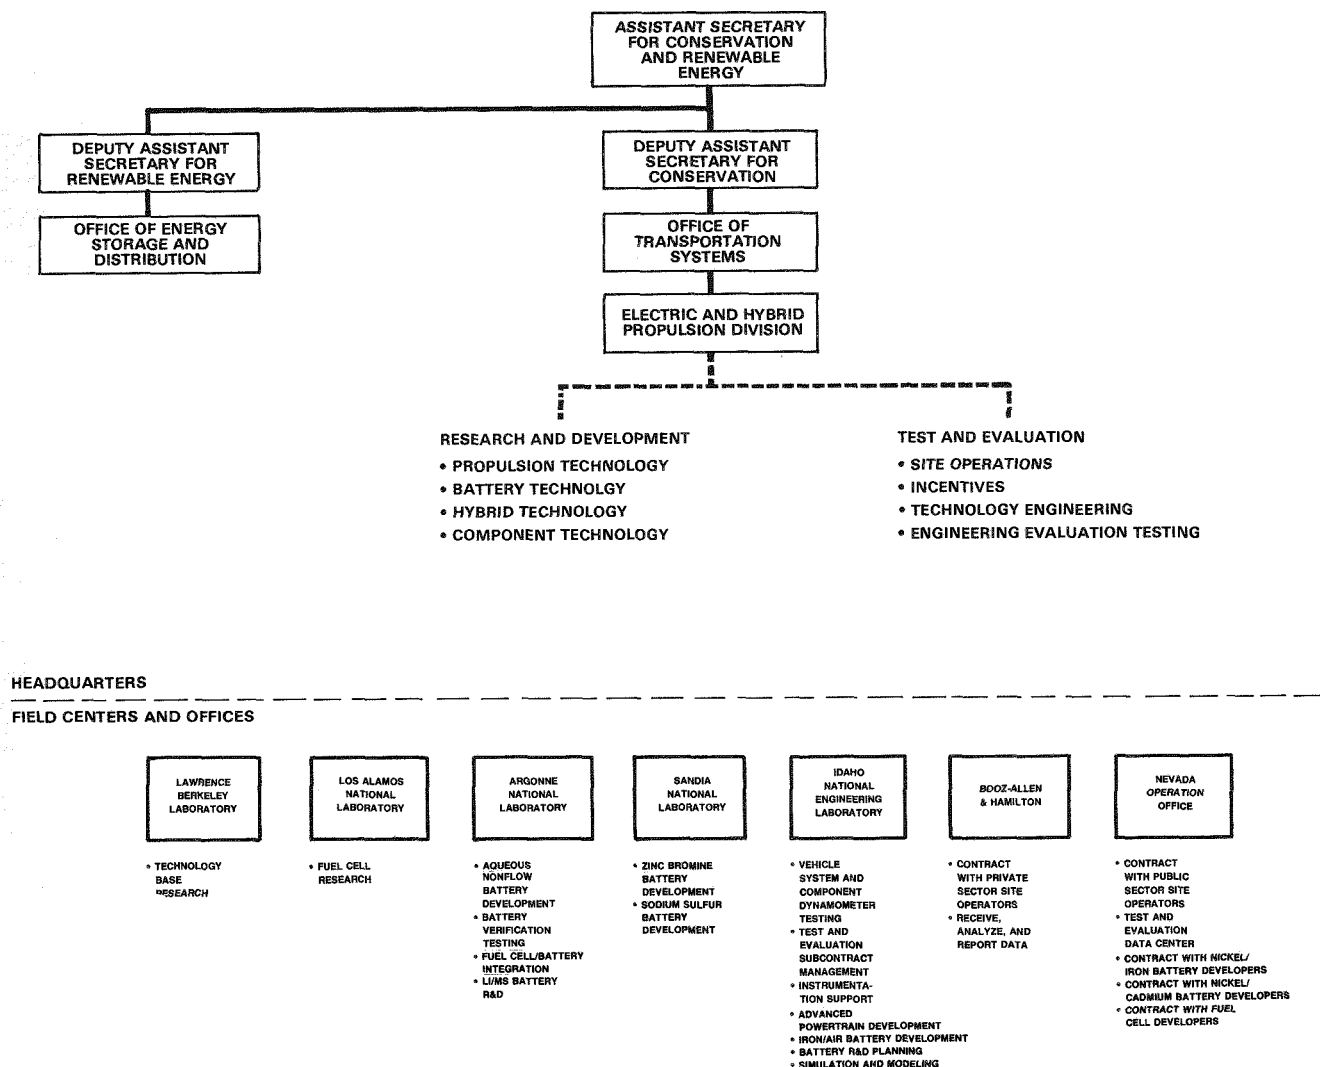 ASSISTANT SECRETARY
FOR CONSERVATION
AND RENEWABLE
ENERGY
DEPUTY ASSISTANT
SECRETARY FOR
RENEWABLE ENERGY
DEPUTY ASSISTANT
SECRETARY FOR
CONSERVATION
OFFICE OF ENERGY
STORAGE AND
DISTRIBUTION
OFFICE OF
TRANSPORTATION
SYSTEMS
ELECTRIC AND HYBRID
PROPULSION DIVISION
RESEARCH AND DEVELOPMENT
• PROPULSION TECHNOLOGY
• BATTERY TECHNOLGY
• HYBRID TECHNOLOGY
• COMPONENT TECHNOLOGY
TEST AND EVALUATION
• SITE OPERATIONS
• INCENTIVES
• TECHNOLOGY ENGINEERING
• ENGINEERING EVALUATION TESTING
HEADQUARTERS
FIELD CENTERS AND OFFICES
LAWRENCE
BERKELEY
LABORATORY
• TECHNOLOGY
BASE
RESEARCH
LOS ALAMOS
NATIONAL
LABORATORY
• FUEL CELL
RESEARCH
ARGONNE
NATIONAL
LABORATORY
• AQUEOUS
NONFLOW
BATTERY
DEVELOPMENT
• BATTERY
VERIFICATION
TESTING
• FUEL CELL/BATTERY
INTEGRATION
• LI/MS BATTERY
R&D
SANDIA
NATIONAL
LABORATORY
• ZINC BROMINE
BATTERY
DEVELOPMENT
• SODIUM SULFUR
BATTERY
DEVELOPMENT
IDAHO
NATIONAL
ENGINEERING
LABORATORY
• VEHICLE
SYSTEM AND
COMPONENT
DYNAMOMETER
TESTING
• TEST AND
EVALUATION
SUBCONTRACT
MANAGEMENT
• INSTRUMENTA-
TION SUPPORT
• ADVANCED
POWERTRAIN DEVELOPMENT
• IRON/AIR BATTERY DEVELOPMENT
• BATTERY R&D PLANNING
• SIMULATION AND MODELING
BOOZ-ALLEN
& HAMILTON
• CONTRACT
WITH PRIVATE
SECTOR SITE
OPERATORS
• RECEIVE,
ANALYZE, AND
REPORT DATA
NEVADA
OPERATION
OFFICE
• CONTRACT
WITH PUBLIC
SECTOR SITE
OPERATORS
• TEST AND
EVALUATION
DATA CENTER
• CONTRACT WITH NICKEL/
IRON BATTERY DEVELOPERS
• CONTRACT WITH NICKEL/
CADMIUM BATTERY DEVELOPERS
• CONTRACT WITH FUEL
CELL DEVELOPERS